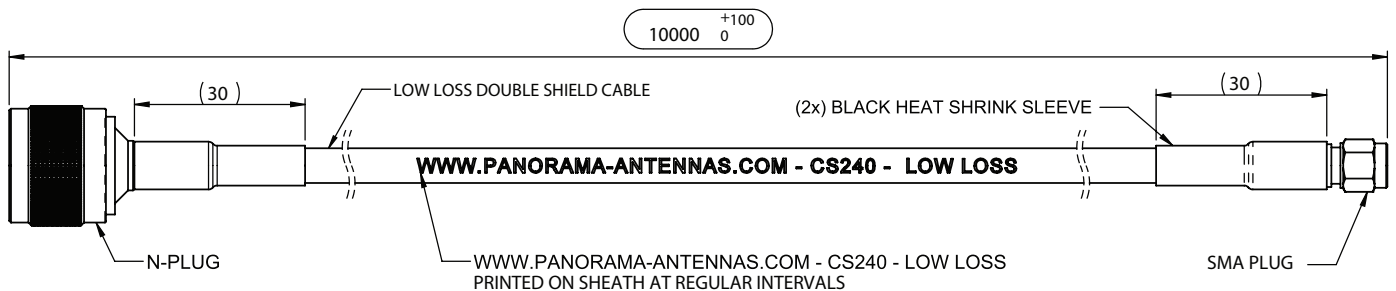 10000 +100 0
(30)
LOW LOSS DOUBLE SHIELD CABLE
(2x) BLACK HEAT SHRINK SLEEVE
(30)
WWW.PANORAMA-ANTENNAS.COM - CS240 - LOW LOSS
N-PLUG
WWW.PANORAMA-ANTENNAS.COM - CS240 - LOW LOSS
PRINTED ON SHEATH AT REGULAR INTERVALS
SMA PLUG